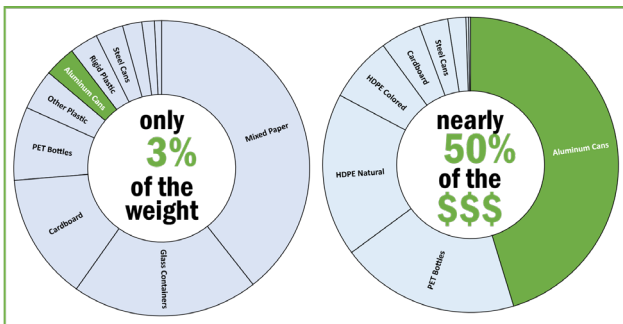 only
3%
of the
weight
Mixed Paper
Glass Containers
Cardboard
PET Bottles
Other Plastic
Aluminum Cans
Rigid Plastic
Steel Cans
nearly
50%
of the
$$$
Aluminum Cans
PET Bottles
HDPE Natural
HDPE Colored
Cardboard
Steel Cans